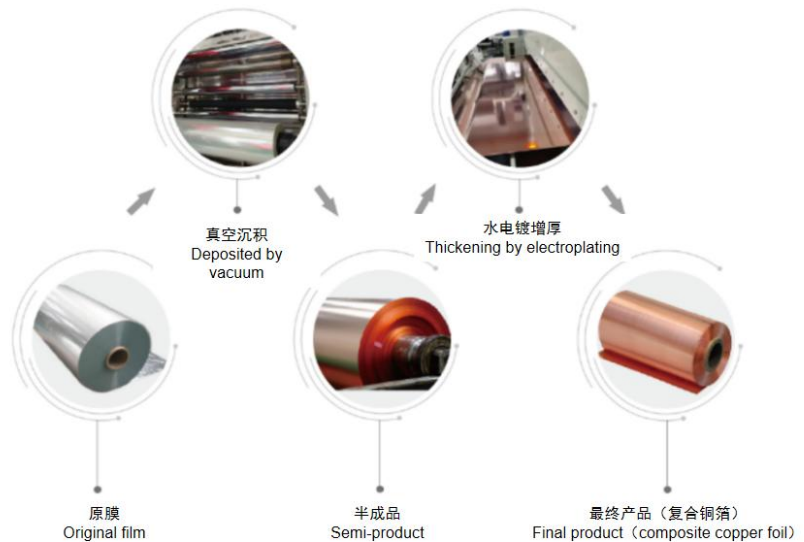 真空沉积
Deposited by
vacuum
水电镀增厚
Thickening by electroplating
原膜
Original film
半成品
Semi-product
最终产品（复合铜箔）
Final product（composite copper foil）